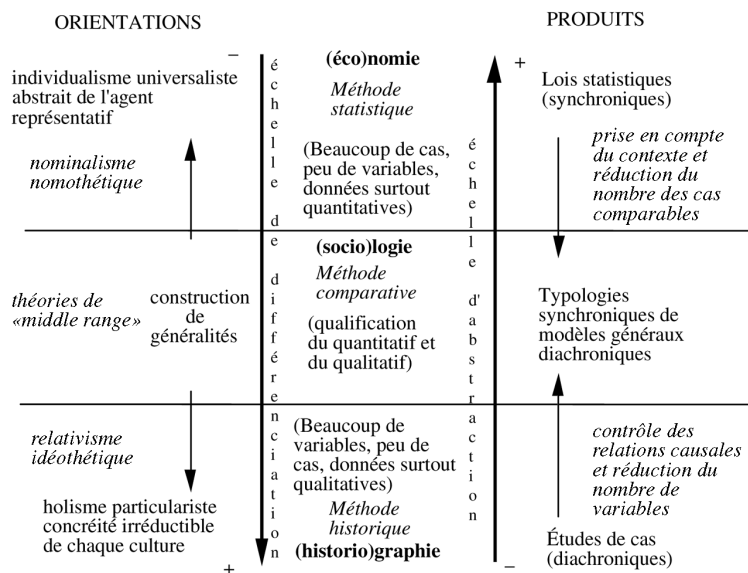 ORIENTATIONS
PRODUITS
–
+
individualisme universaliste
abstrait de l'agent
représentatif
nominalisme
nomothétique
échelle de différenciation
(éco)nomie
Méthode
statistique
(Beaucoup de cas,
peu de variables,
données surtout
quantitatives)
échelle d'abstraction
Lois statistiques
(synchroniques)
prise en compte
du contexte et
réduction du
nombre des cas
comparables
théories de
«middle range»
construction
de
généralités
(socio)logie
Méthode
comparative
(qualification
du quantitatif et
du qualitatif)
Typologies
synchroniques de
modèles généraux
diachroniques
relativisme
idéothétique
holisme particulariste
concréité irréductible
de chaque culture
+
(Beaucoup de
variables, peu de
cas, données surtout
qualitatives)
Méthode
historique
(historio)graphie
–
contrôle des
relations causales
et réduction du
nombre de
variables
Études de cas
(diachroniques)